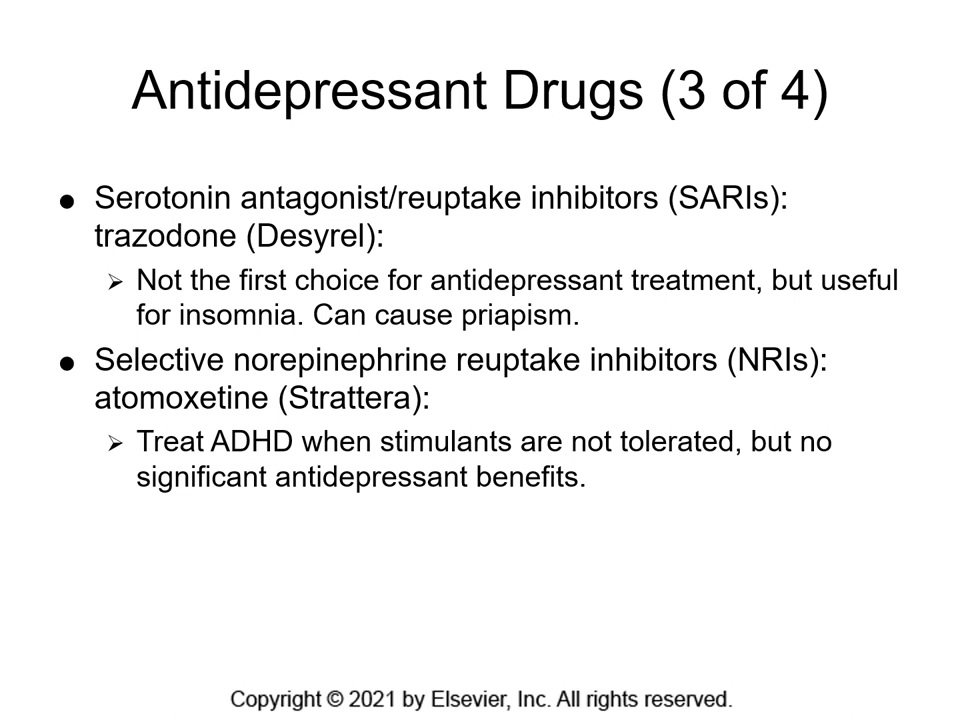 Antidepressant Drugs (3 of 4)
● Serotonin antagonist/reuptake inhibitors (SARIs):
trazodone (Desyrel):
➢ Not the first choice for antidepressant treatment, but useful
for insomnia. Can cause priapism.
● Selective norepinephrine reuptake inhibitors (NRIs):
atomoxetine (Strattera):
➢ Treat ADHD when stimulants are not tolerated, but no
significant antidepressant benefits.
Copyright © 2021 by Elsevier, Inc. All rights reserved.